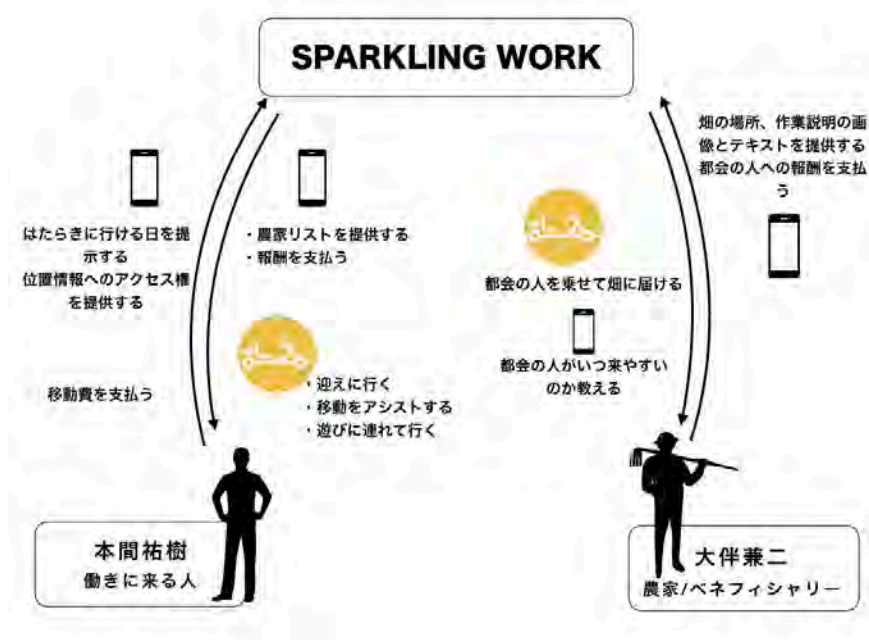 SPARKLING WORK
はたらきに行ける日を提
示する
位置情報へのアクセス権
を提供する
移動費を支払う
・農家リストを提供する
・報酬を支払う
・迎えに行く
・移動をアシストする
・遊びに連れて行く
都会の人を乗せて畑に届ける
都会の人がいつ来やすい
のか教える
畑の場所、作業説明の画
像とテキストを提供する
都会の人への報酬を支払
う
本間祐樹
働きに来る人
大伴兼二
農家/ベネフィシャリー